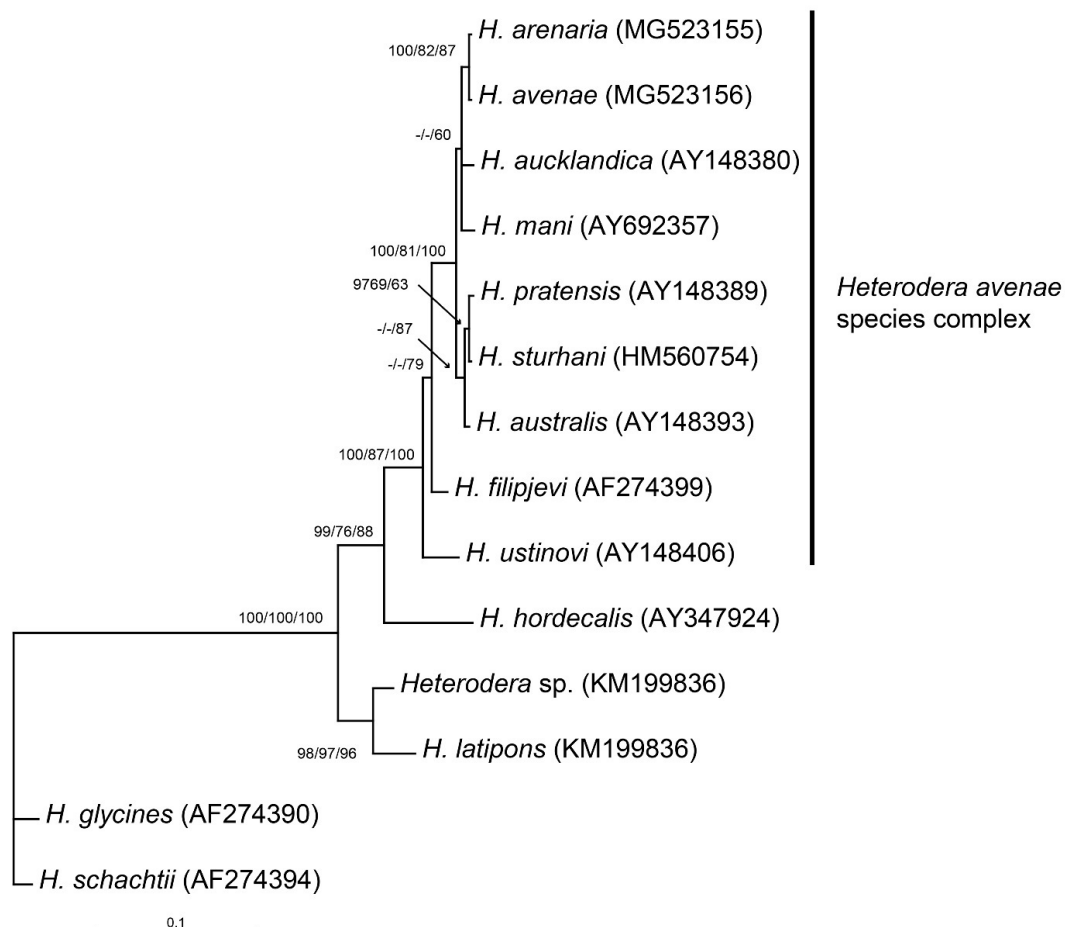 H. arenaria (MG523155)
100/82/87
H. avenae (MG523156)
-/-/60
H. aucklandica (AY148380)
H. mani (AY692357)
100/81/100
9769/63
H. pratensis (AY148389)
Heterodera avenae
species complex
-/-/87
H. sturhani (HM560754)
-/-/79
H. australis (AY148393)
100/87/100
H. filipjevi (AF274399)
99/76/88
H. ustinovi (AY148406)
100/100/100
H. hordecalis (AY347924)
Heterodera sp. (KM199836)
98/97/96
H. latipons (KM199836)
H. glycines (AF274390)
H. schachtii (AF274394)
0.1